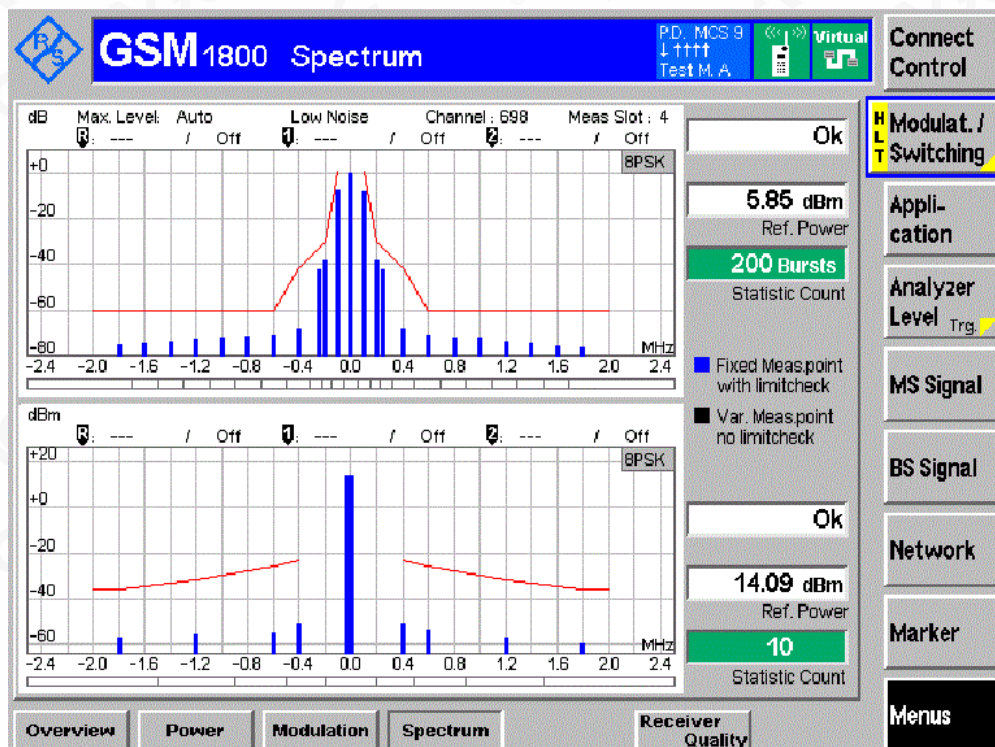 R/S
GSM 1800 Spectrum
P.D. MCS 9
↓ ↑↑↑↑
Test M. A.
Virtual
Connect Control
dB Max. Level: Auto Low Noise Channel : 698 Meas Slot : 4
R: --- / Off 1: --- / Off 2: --- / Off
8PSK
+0
-20
-40
-60
-80
MHz
-2.4 -2.0 -1.6 -1.2 -0.8 -0.4 0.0 0.4 0.8 1.2 1.6 2.0 2.4
Ok
5.85 dBm
Ref. Power
200 Bursts
Statistic Count
Fixed Meas.point
with limitcheck
Var. Meas.point
no limitcheck
dBm
R: --- / Off 1: --- / Off 2: --- / Off
8PSK
+20
+0
-20
-40
-60
MHz
-2.4 -2.0 -1.6 -1.2 -0.8 -0.4 0.0 0.4 0.8 1.2 1.6 2.0 2.4
Ok
14.09 dBm
Ref. Power
10
Statistic Count
HLT
Modulat. /
Switching
Appli-
cation
Analyzer
Level Trg.
MS Signal
BS Signal
Network
Marker
Menus
Overview
Power
Modulation
Spectrum
Receiver
Quality